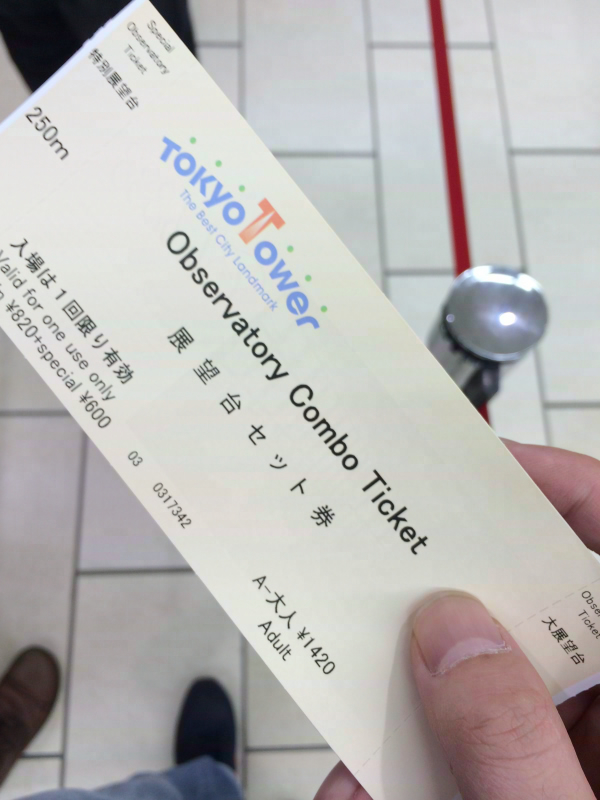 Special
Observatory
Ticket
特別展望台
250m
TOKYO TOWER
The Best City Landmark
Observatory Combo Ticket
展望台セット券
入場は1回限り有効
Valid for one use only
¥820+special ¥600
03 0317342
A-大人 ¥1420
Adult
Ticket
大展望台